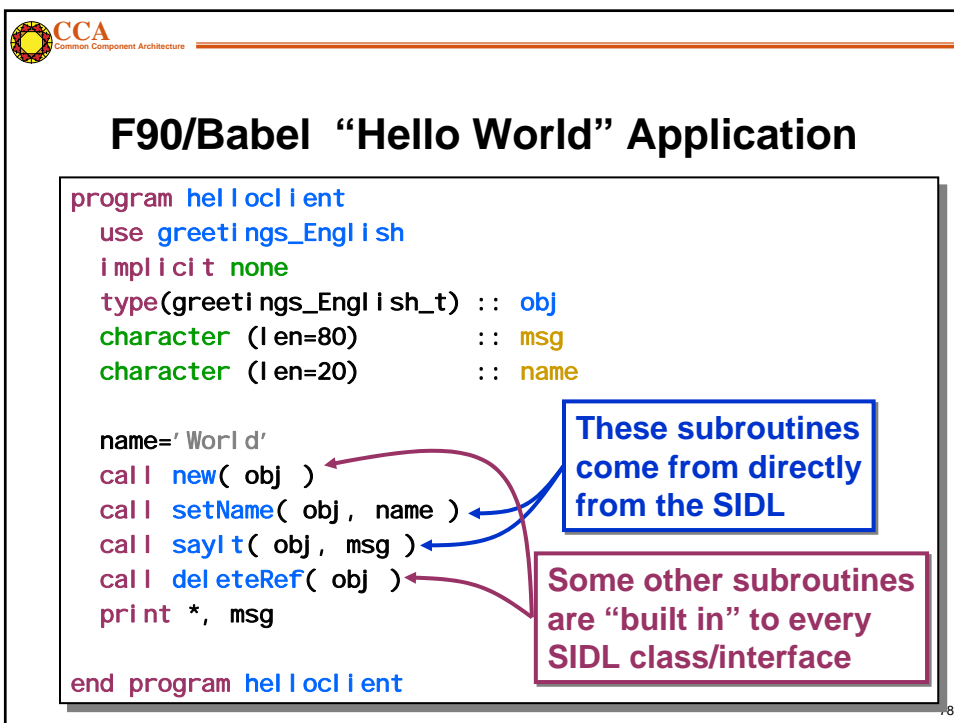 CCA
Common Component Architecture
F90/Babel “Hello World” Application
program helloclient
use greetings_English
implicit none
type(greetings_English_t) :: obj
character (len=80) :: msg
character (len=20) :: name
name='World'
call new( obj )
call setName( obj, name )
call sayIt( obj, msg )
call deleteRef( obj )
print *, msg
end program helloclient
These subroutines
come from directly
from the SIDL
Some other subroutines
are “built in” to every
SIDL class/interface
78